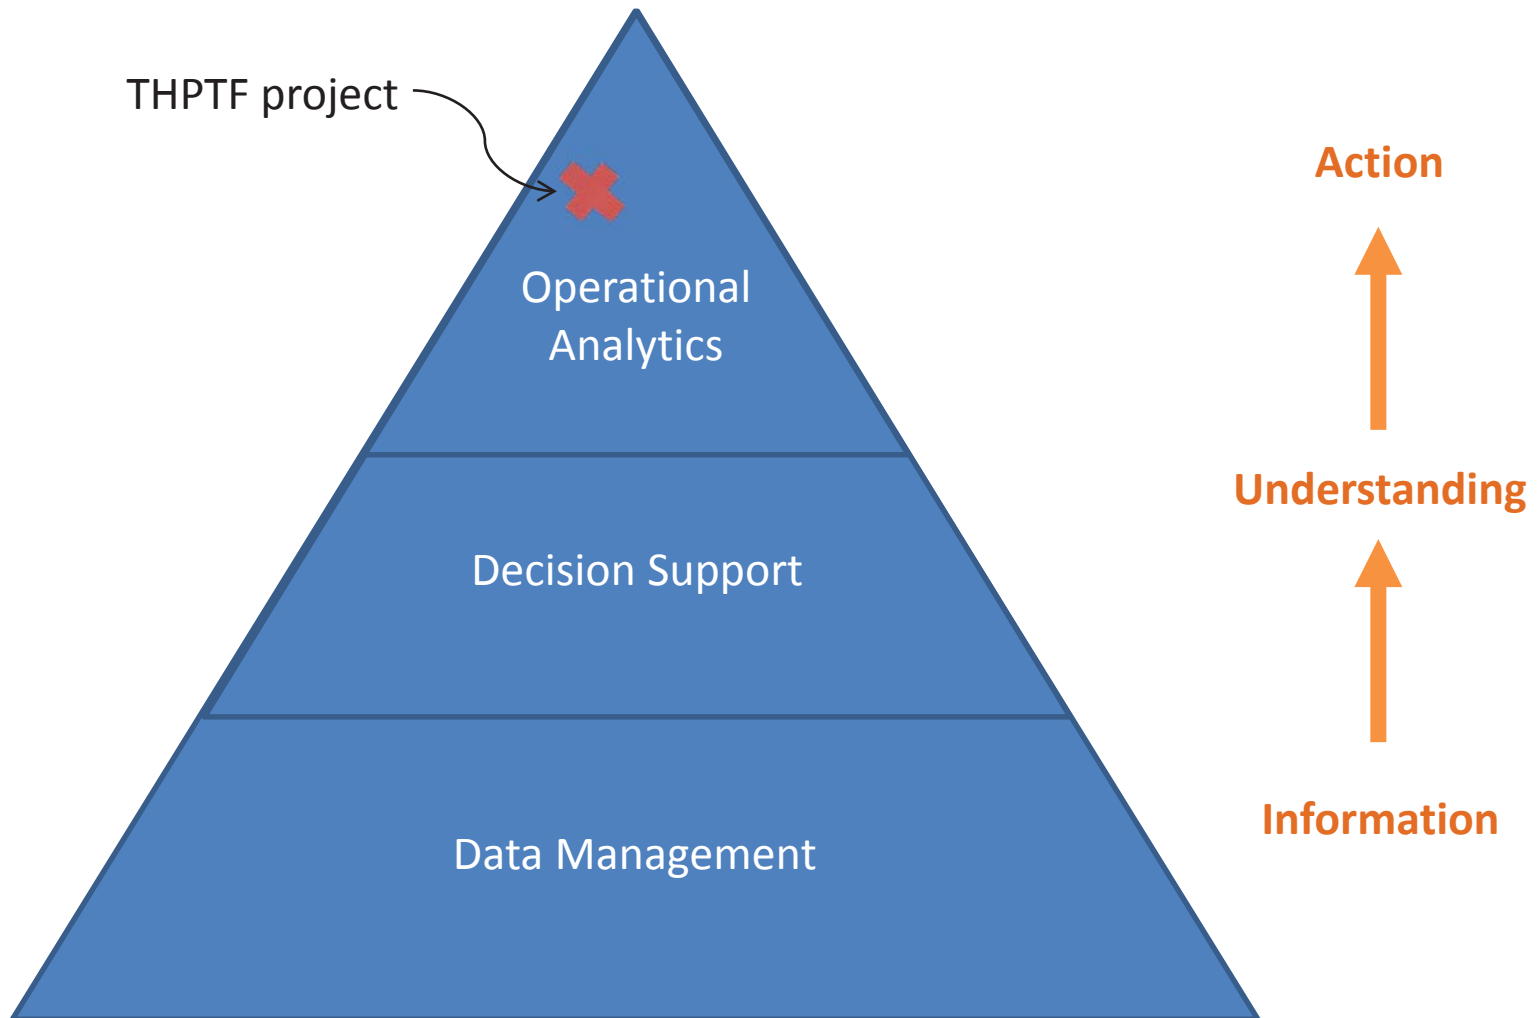 THPTF project
Operational
Analytics
Decision Support
Data Management
Action
Understanding
Information